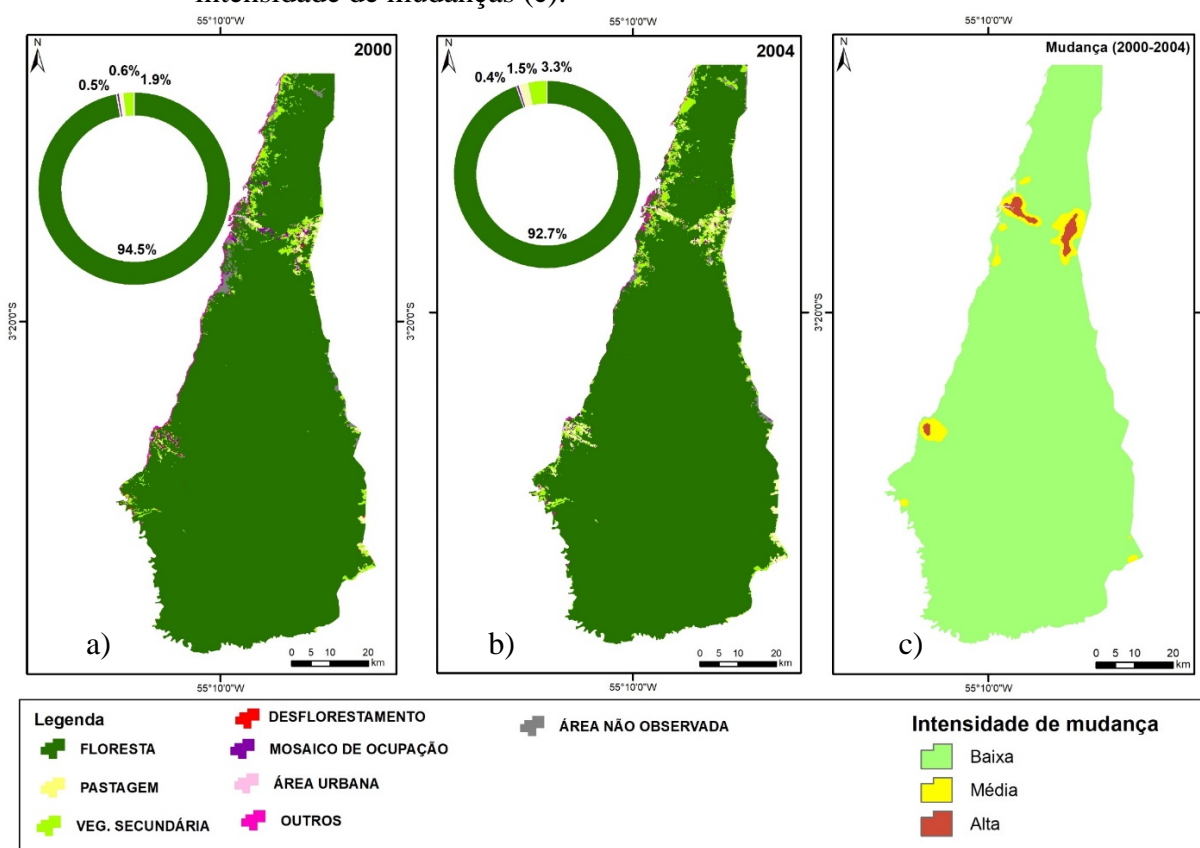 intensidade de mudanças (c).
55°10'0"W
55°10'0"W
55°10'0"W
N
2000
0.5%
0.6%
1.9%
94.5%
3°20'0"S
a)
0 5 10 20
km
55°10'0"W
N
2004
0.4%
1.5%
3.3%
92.7%
3°20'0"S
b)
0 5 10 20
km
55°10'0"W
N
Mudança (2000-2004)
3°20'0"S
c)
0 5 10 20
km
55°10'0"W
Legenda
FLORESTA
PASTAGEM
VEG. SECUNDÁRIA
DESFLORESTAMENTO
MOSAICO DE OCUPAÇÃO
ÁREA URBANA
OUTROS
ÁREA NÃO OBSERVADA
Intensidade de mudança
Baixa
Média
Alta